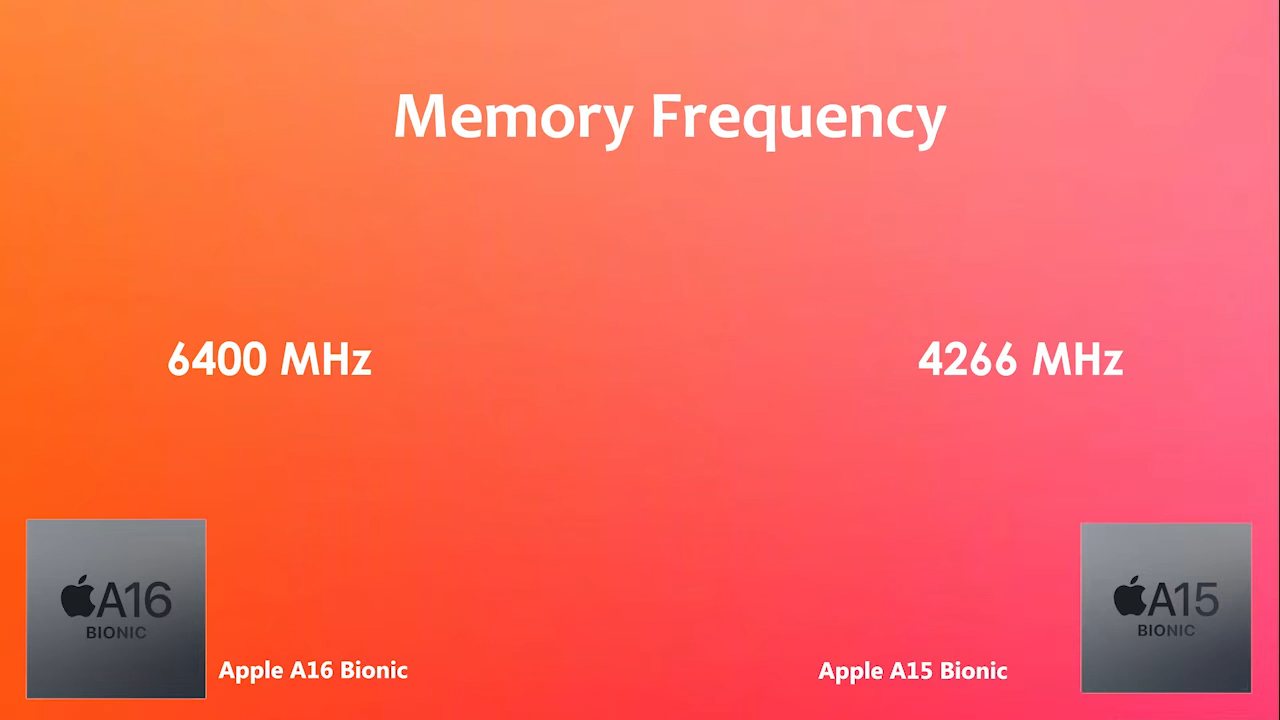 Memory Frequency
6400 MHz
4266 MHz
A16
BIONIC
Apple A16 Bionic
Apple A15 Bionic
A15
BIONIC